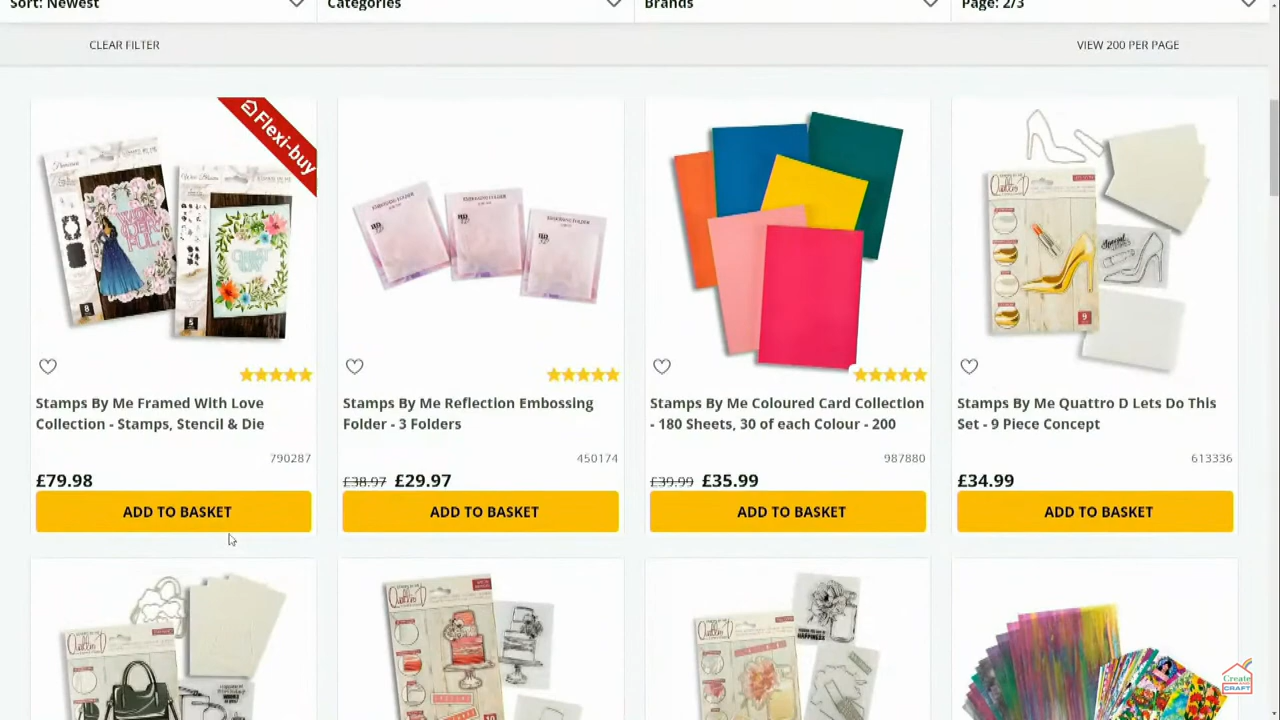 Sort: Newest
Categories
Brands
Page: 2/3
CLEAR FILTER
VIEW 200 PER PAGE
Flexi-buy
Stamps By Me Framed With Love
Collection - Stamps, Stencil & Die
790287
£79.98
ADD TO BASKET
Stamps By Me Reflection Embossing
Folder - 3 Folders
450174
£38.97 £29.97
ADD TO BASKET
Stamps By Me Coloured Card Collection
- 180 Sheets, 30 of each Colour - 200
987880
£39.99 £35.99
ADD TO BASKET
Stamps By Me Quattro D Lets Do This
Set - 9 Piece Concept
613336
£34.99
ADD TO BASKET
Create
CRAFT